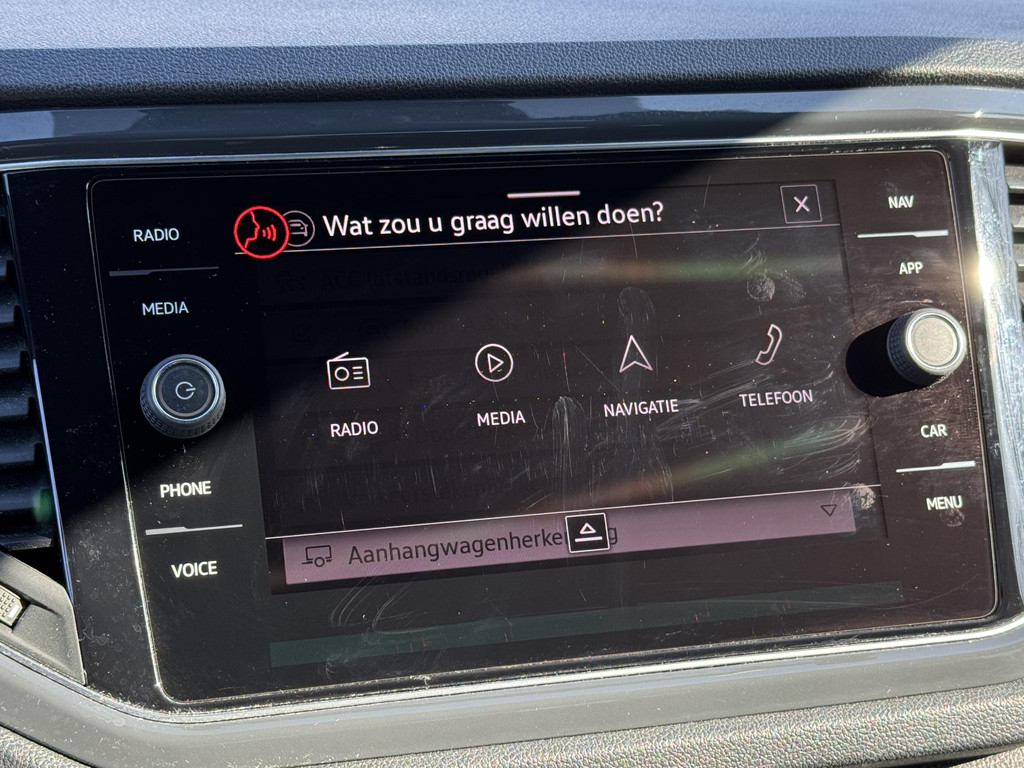 Wat zou u graag willen doen?
RADIO
MEDIA
PHONE
VOICE
RADIO
MEDIA
NAVIGATIE
TELEFOON
NAV
APP
CAR
MENU